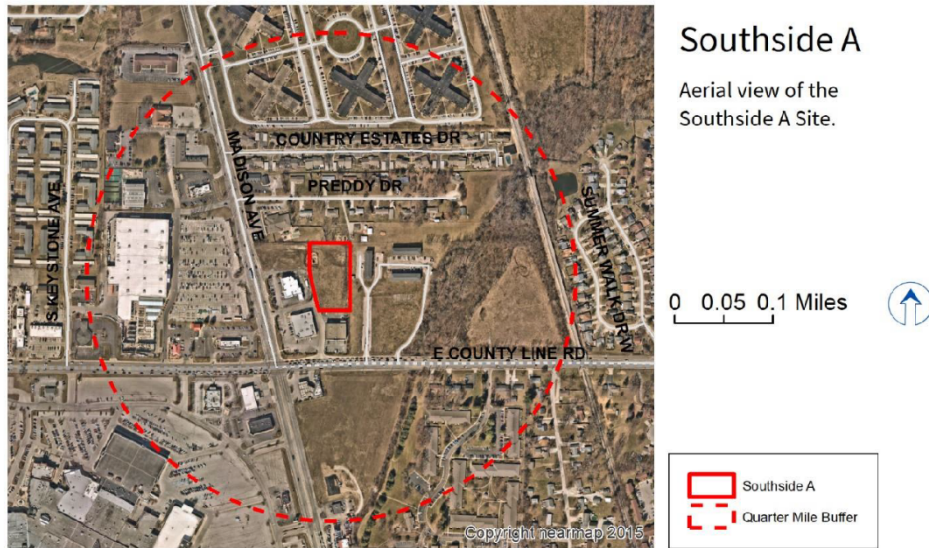 Southside A
Aerial view of the
Southside A Site.
COUNTRY ESTATES DR
PREDDY DR
MADISON AVE
S KEYSTONE AVE
SUMMER WALK DR W
E COUNTY LINE RD
0 0.05 0.1 Miles
Southside A
Quarter Mile Buffer
Copyright nearmap 2015